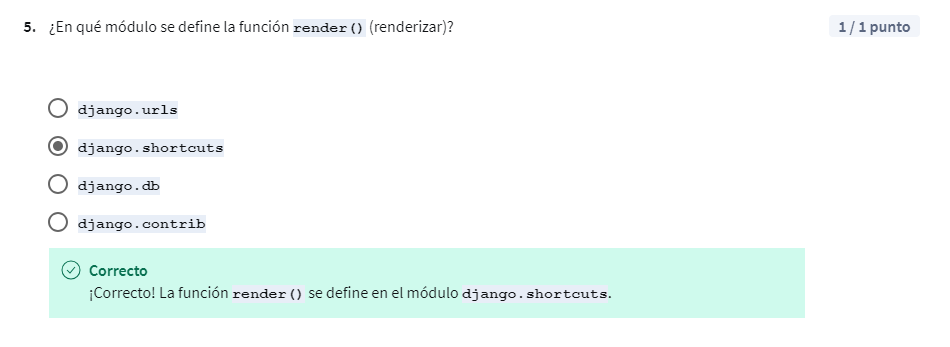 5. ¿En qué módulo se define la función render() (renderizar)?
1 / 1 punto
django.urls
django.shortcuts
django.db
django.contrib
Correcto
¡Correcto! La función render() se define en el módulo django.shortcuts.